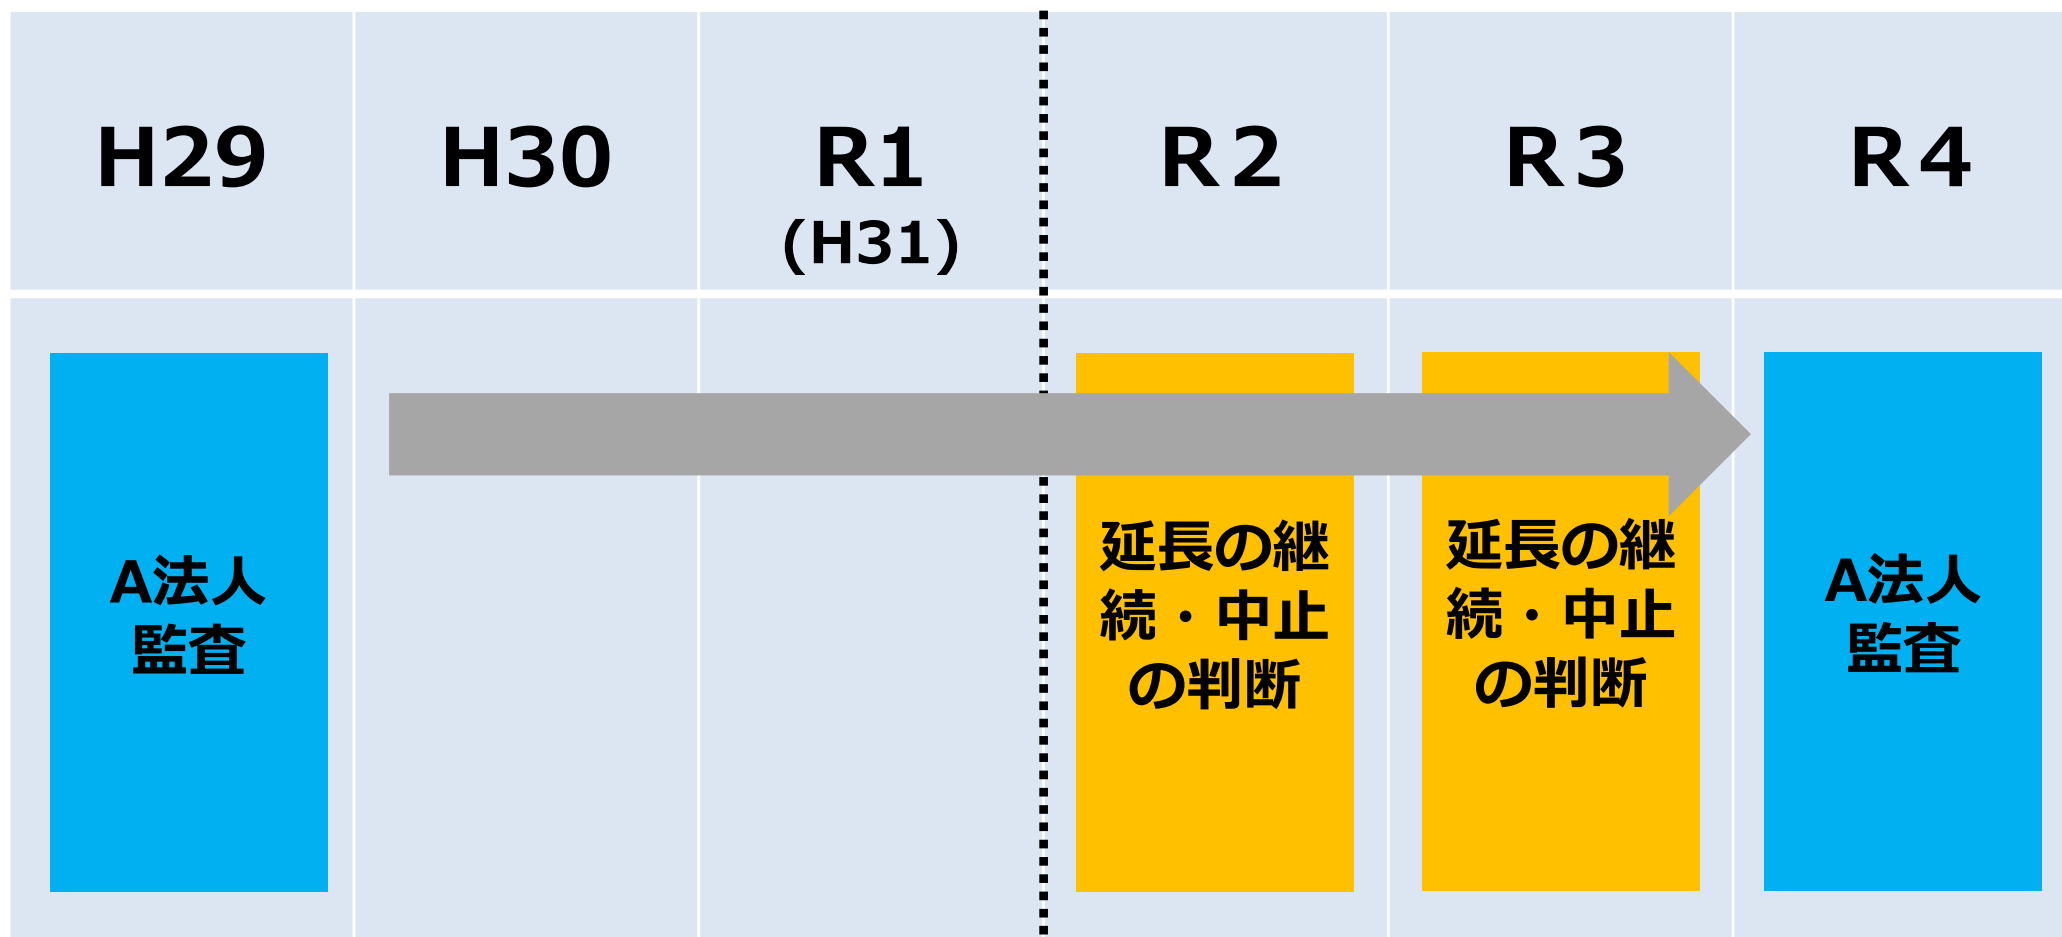 H29
H30
R1
(H31)
R２
R３
R４
A法人
監査
延長の継
続・中止
の判断
延長の継
続・中止
の判断
A法人
監査